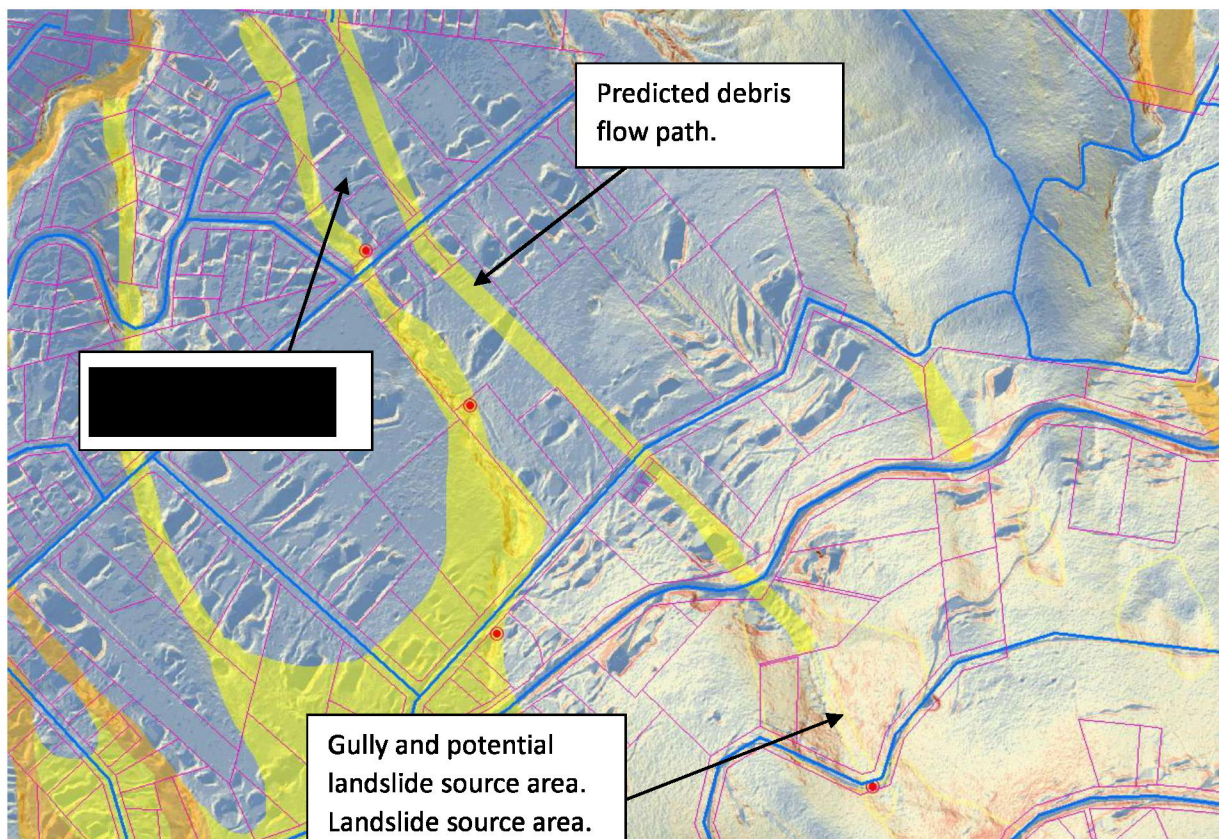 Predicted debris
flow path.
Gully and potential
landslide source area.
Landslide source area.